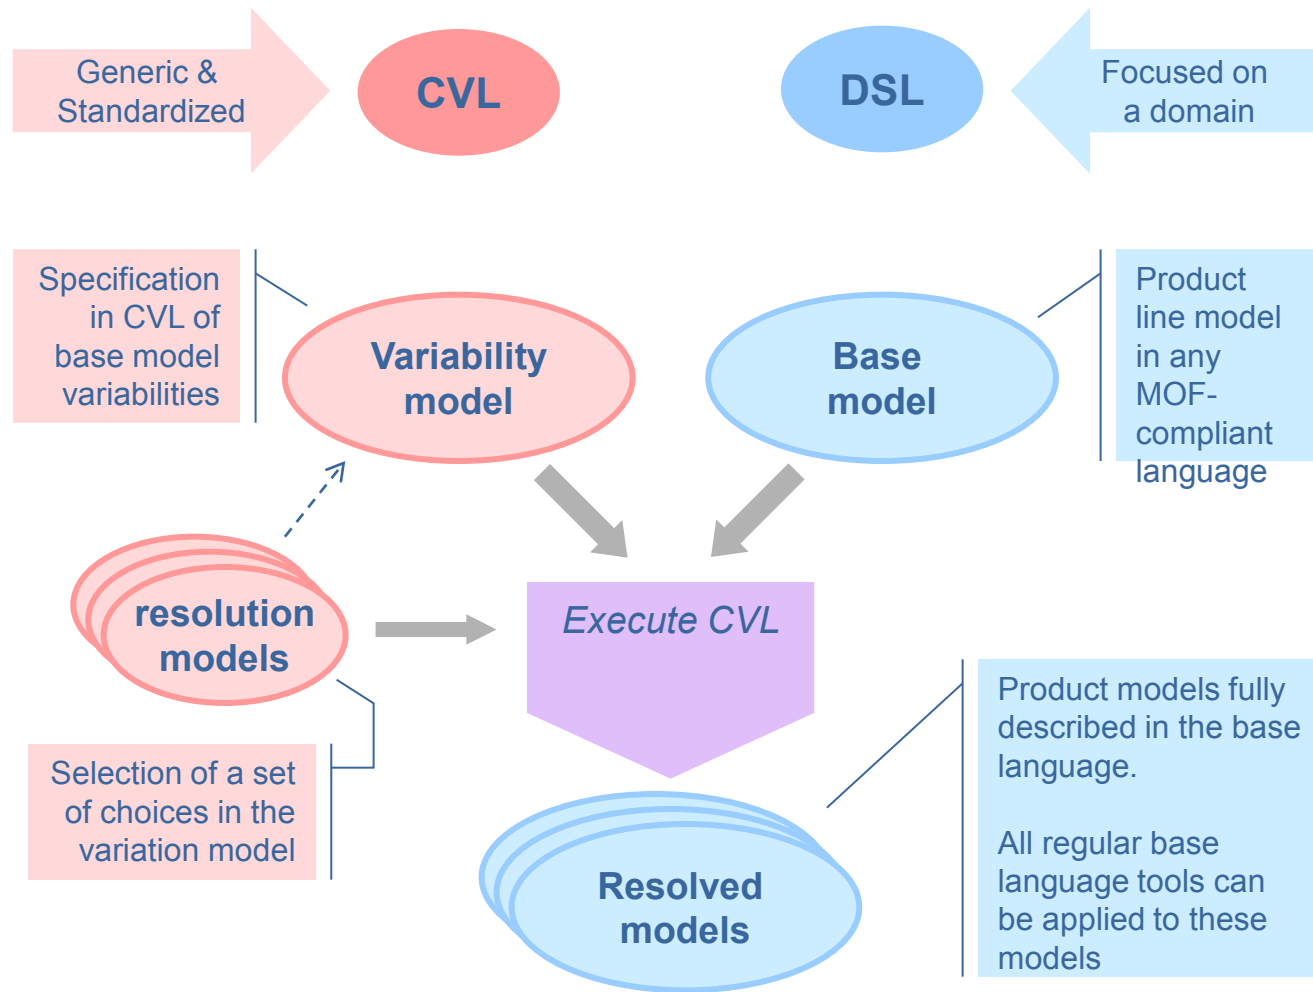 Generic &
Standardized
CVL
DSL
Focused on
a domain
Specification
in CVL of
base model
variabilities
Variability
model
Base
model
Product
line model
in any
MOF-
compliant
language
resolution
models
Execute CVL
Selection of a set
of choices in the
variation model
Resolved
models
Product models fully
described in the base
language.
All regular base
language tools can
be applied to these
models